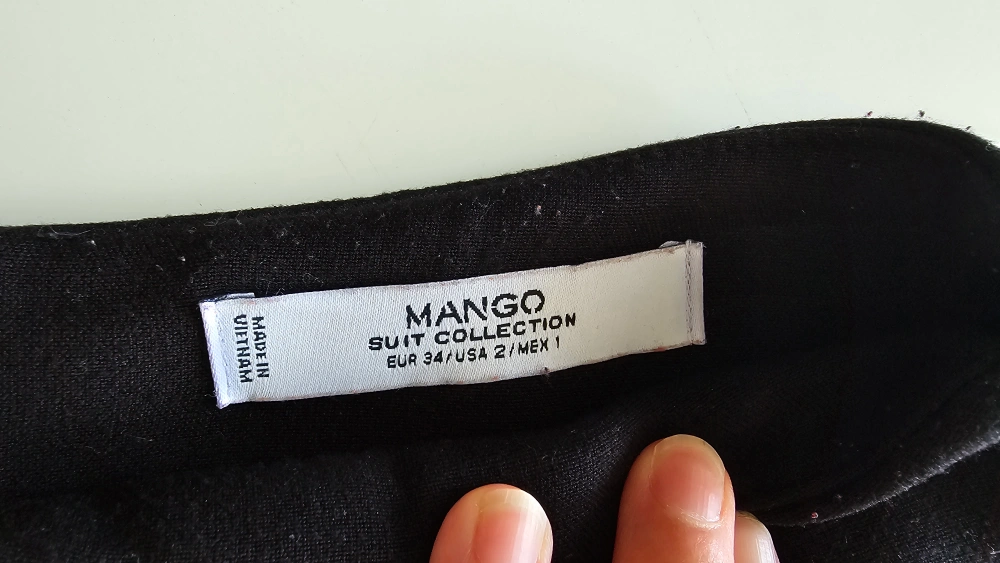 MANGO
SUIT COLLECTION
EUR 34/USA 2/MEX 1
MADE IN
VIETNAM